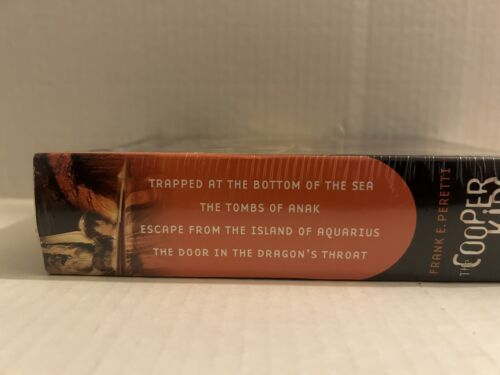 TRAPPED AT THE BOTTOM OF THE SEA
THE TOMBS OF ANAK
ESCAPE FROM THE ISLAND OF AQUARIUS
THE DOOR IN THE DRAGON'S THROAT
FRANK E. PERETTI
THE COOPER
KIDS